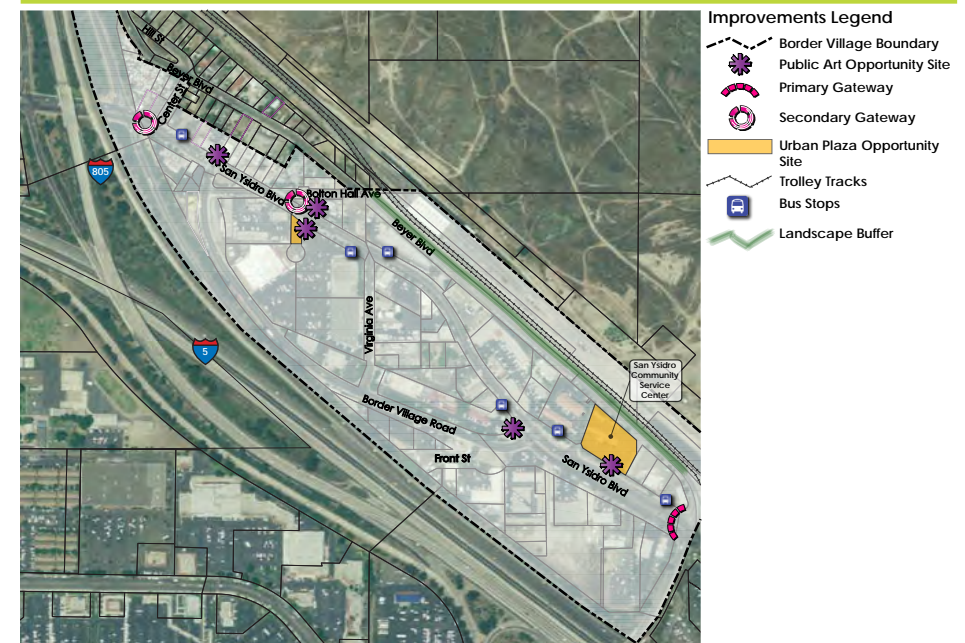 Improvements Legend
Border Village Boundary
Public Art Opportunity Site
Primary Gateway
Secondary Gateway
Urban Plaza Opportunity
Site
Trolley Tracks
Bus Stops
Landscape Buffer
Hill St
Beyer Blvd
Center St
805
San Ysidro Blvd
Bolton Hall Ave
Beyer Blvd
Virginia Ave
5
San Ysidro
Community
Service
Center
Border Village Road
Front St
San Ysidro Blvd